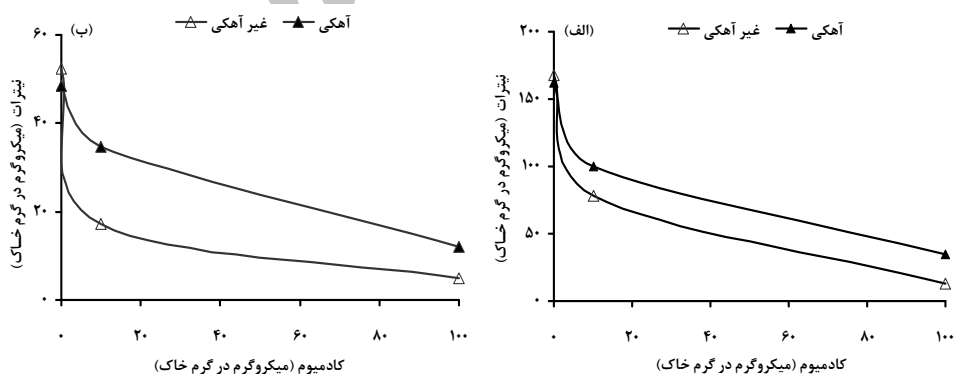 (الف)
آهکی
غیر آهکی
نیترات (میکروگرم در گرم خاک)
۲۰۰
۱۵۰
۱۰۰
۵۰
۰
۰ ۲۰ ۴۰ ۶۰ ۸۰ ۱۰۰
کادمیوم (میکروگرم در گرم خاک)
(ب)
آهکی
غیر آهکی
نیترات (میکروگرم در گرم خاک)
۶۰
۴۰
۲۰
۰
۰ ۲۰ ۴۰ ۶۰ ۸۰ ۱۰۰
کادمیوم (میکروگرم در گرم خاک)